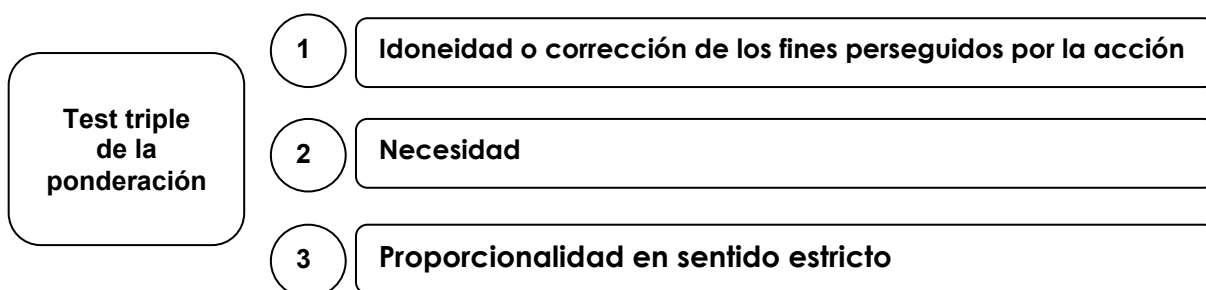 Test triple
de la
ponderación
1
Idoneidad o corrección de los fines perseguidos por la acción
2
Necesidad
3
Proporcionalidad en sentido estricto